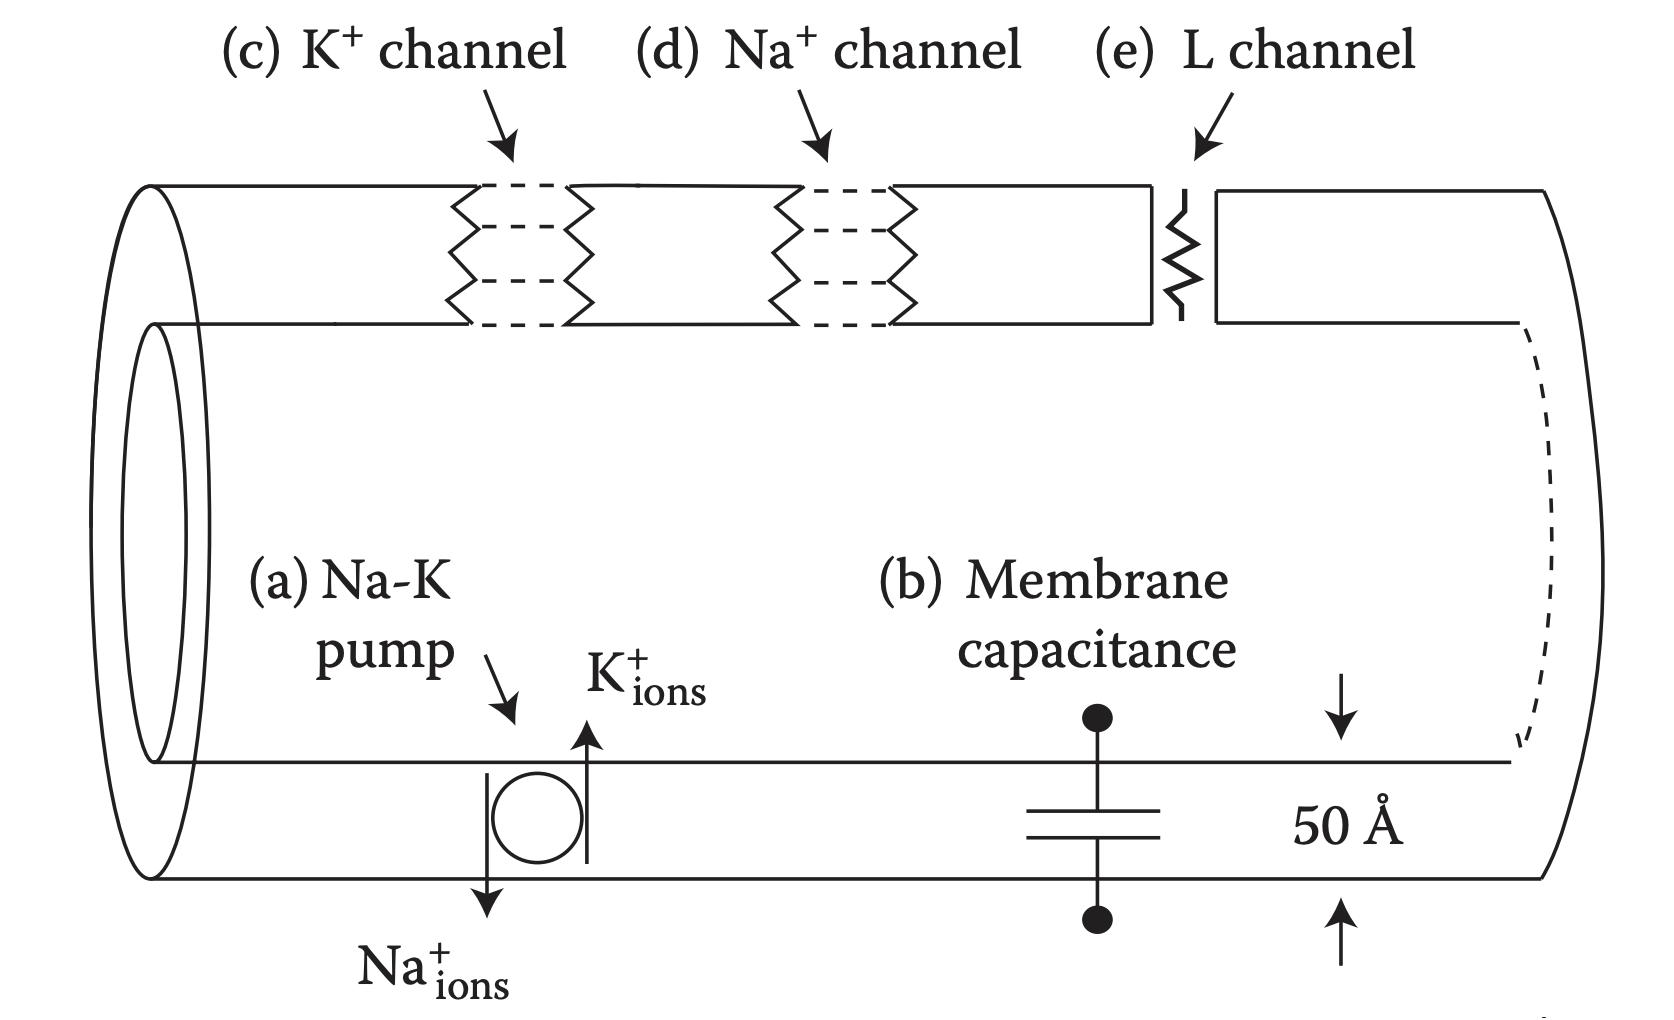 (c) K⁺ channel (d) Na⁺ channel (e) L channel
(a) Na-K
pump
K⁺ions
(b) Membrane
capacitance
50 Å
Na⁺ions